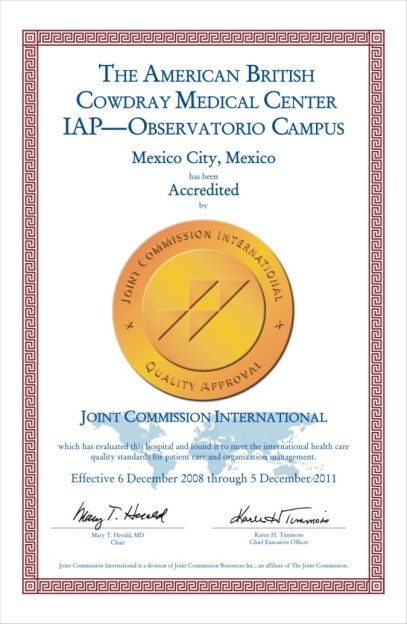 THE AMERICAN BRITISH
COWDRAY MEDICAL CENTER
IAP—OBSERVATORIO CAMPUS
Mexico City, Mexico
has been
Accredited
by
JOINT COMMISSION INTERNATIONAL
QUALITY APPROVAL
JOINT COMMISSION INTERNATIONAL
which has evaluated this hospital and found it to meet the international health care
quality standards for patient care and organization management.
Effective 6 December 2008 through 5 December 2011
Mary T. Herald
Karen H Timmons
Mary T. Herald, MD
Chair
Karen H. Timmons
Chief Executive Officer
Joint Commission International is a division of Joint Commission Resources Inc., an affiliate of The Joint Commission.